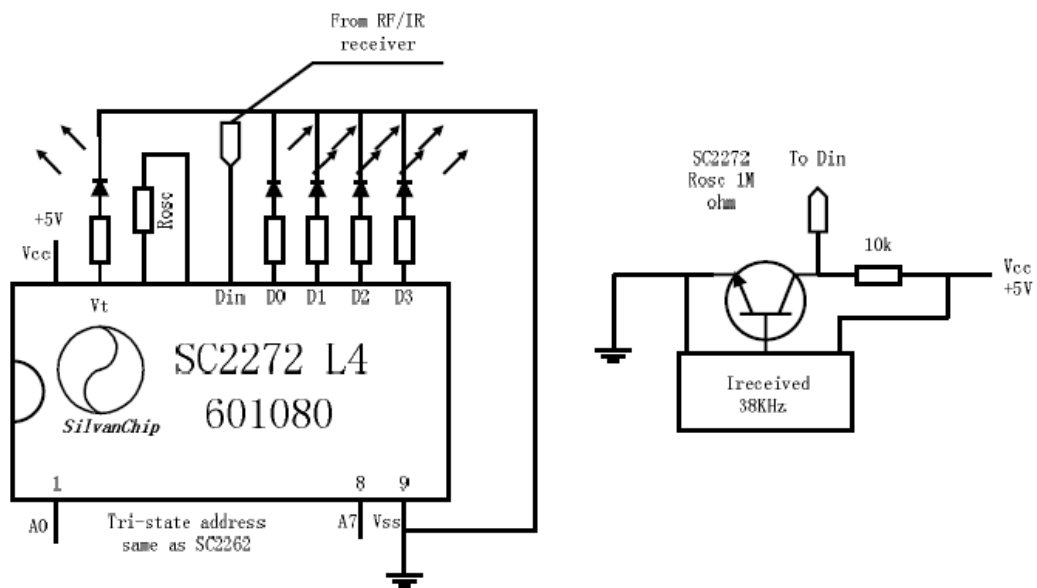 From RF/IR
receiver
+5V
Vcc
Rosc
Vt
Din
D0
D1
D2
D3
SC2272 L4
601080
SilvanChip
1
8
9
A0
Tri-state address
same as SC2262
A7
Vss
SC2272
Rosc 1M
ohm
To Din
10k
Vcc
+5V
Ireceived
38KHz